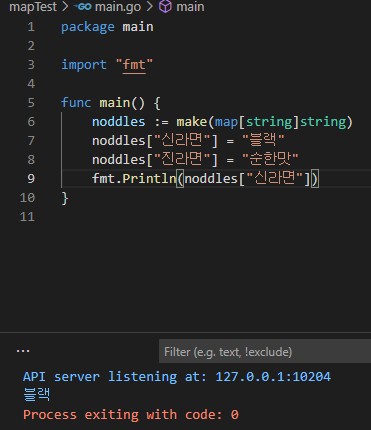 mapTest > main.go > main
1 package main
2
3 import "fmt"
4
5 func main() {
6 noddles := make(map[string]string)
7 noddles["신라면"] = "블랙"
8 noddles["진라면"] = "순한맛"
9 fmt.Println(noddles["신라면"])
10 }
11
... Filter (e.g. text, !exclude)
API server listening at: 127.0.0.1:10204
블랙
Process exiting with code: 0